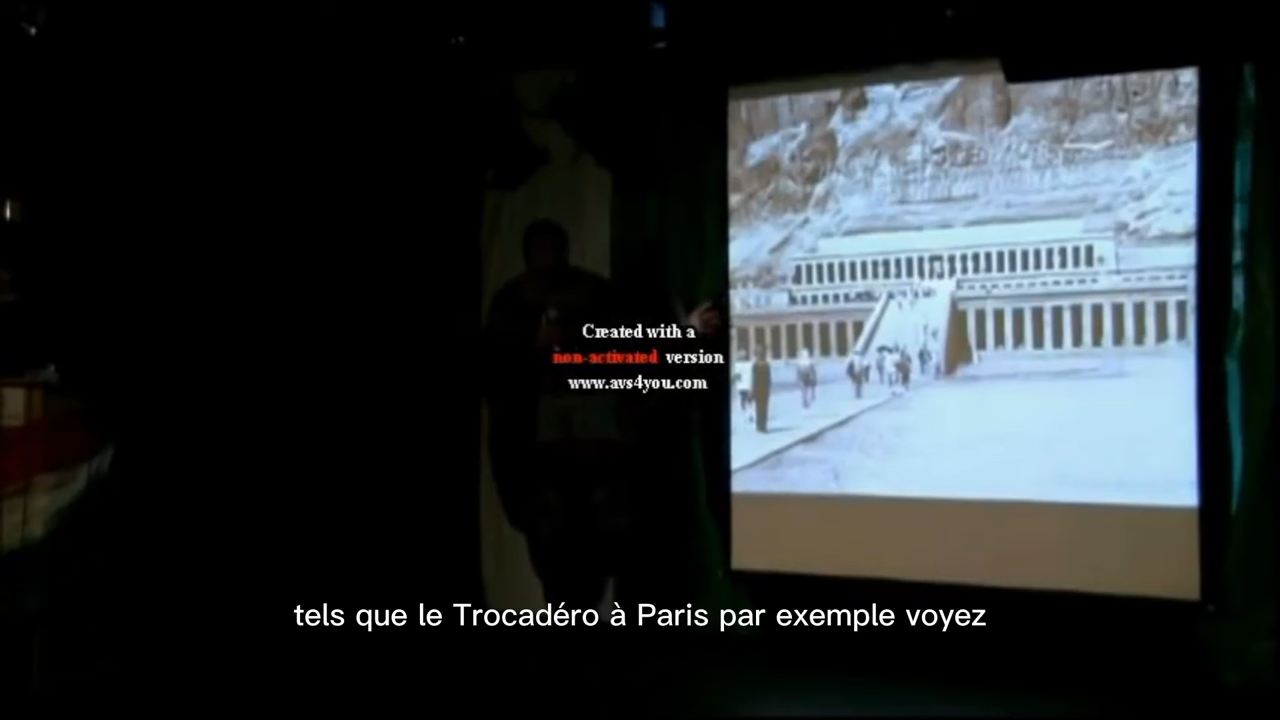 Created with a
non-activated version
www.avs4you.com
tels que le Trocadéro à Paris par exemple voyez